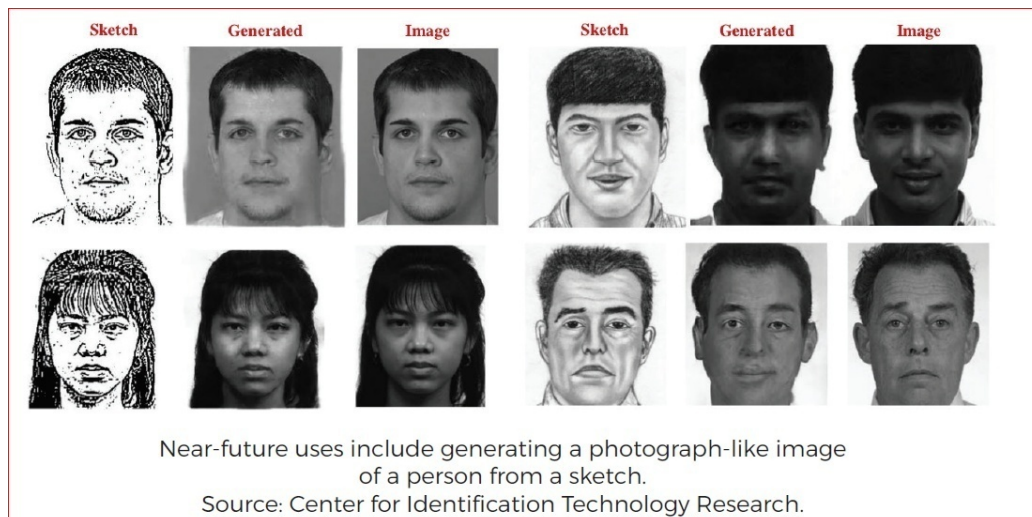 Sketch Generated Image Sketch Generated Image
Near-future uses include generating a photograph-like image
of a person from a sketch.
Source: Center for Identification Technology Research.